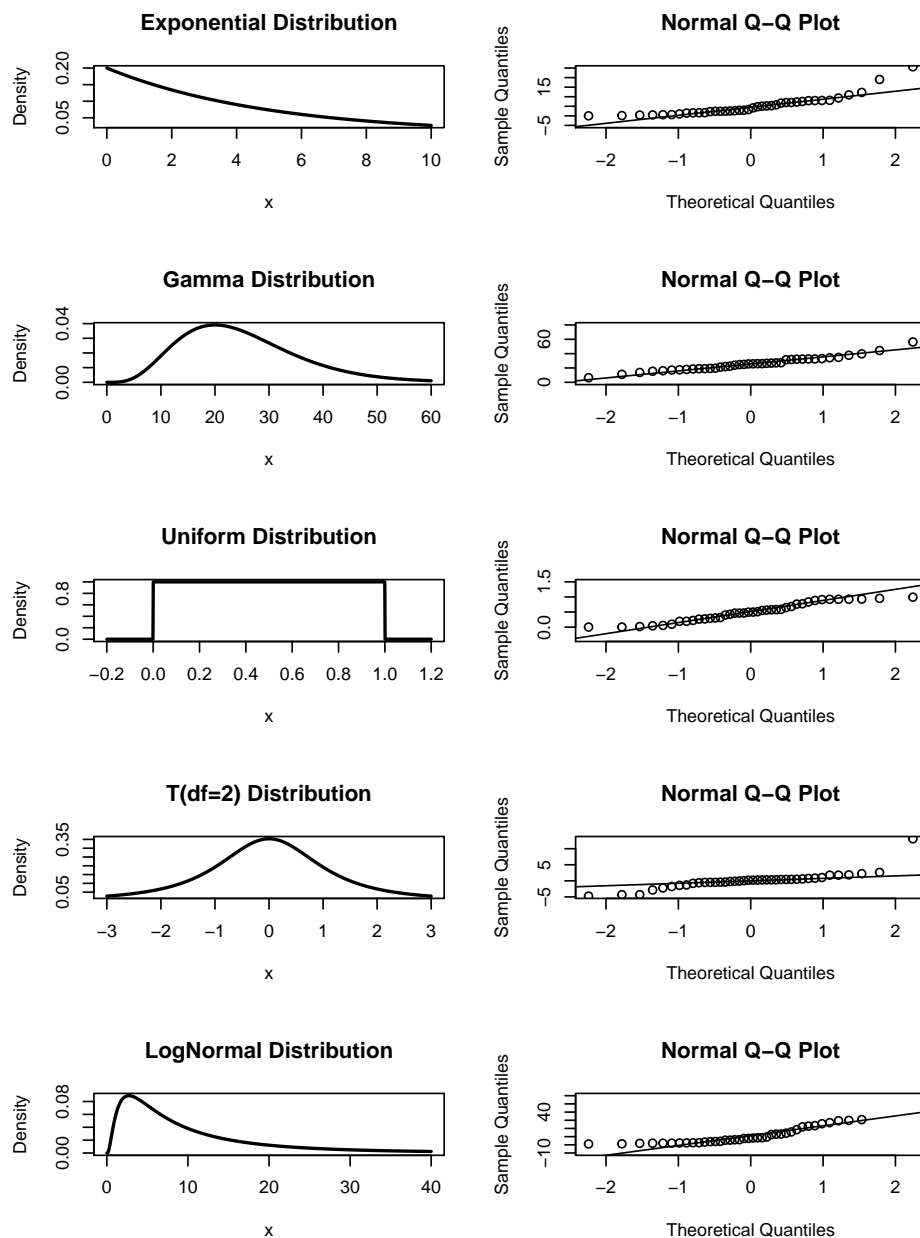 Exponential Distribution
Density
0.05 0.20
0 2 4 6 8 10
x
Normal Q−Q Plot
Sample Quantiles
−5 15
−2 −1 0 1 2
Theoretical Quantiles
Gamma Distribution
Density
0.00 0.04
0 10 20 30 40 50 60
x
Normal Q−Q Plot
Sample Quantiles
0 60
−2 −1 0 1 2
Theoretical Quantiles
Uniform Distribution
Density
0.0 0.8
−0.2 0.0 0.2 0.4 0.6 0.8 1.0 1.2
x
Normal Q−Q Plot
Sample Quantiles
0.0 1.5
−2 −1 0 1 2
Theoretical Quantiles
T(df=2) Distribution
Density
0.05 0.35
−3 −2 −1 0 1 2 3
x
Normal Q−Q Plot
Sample Quantiles
−5 5
−2 −1 0 1 2
Theoretical Quantiles
LogNormal Distribution
Density
0.00 0.08
0 10 20 30 40
x
Normal Q−Q Plot
Sample Quantiles
−10 40
−2 −1 0 1 2
Theoretical Quantiles